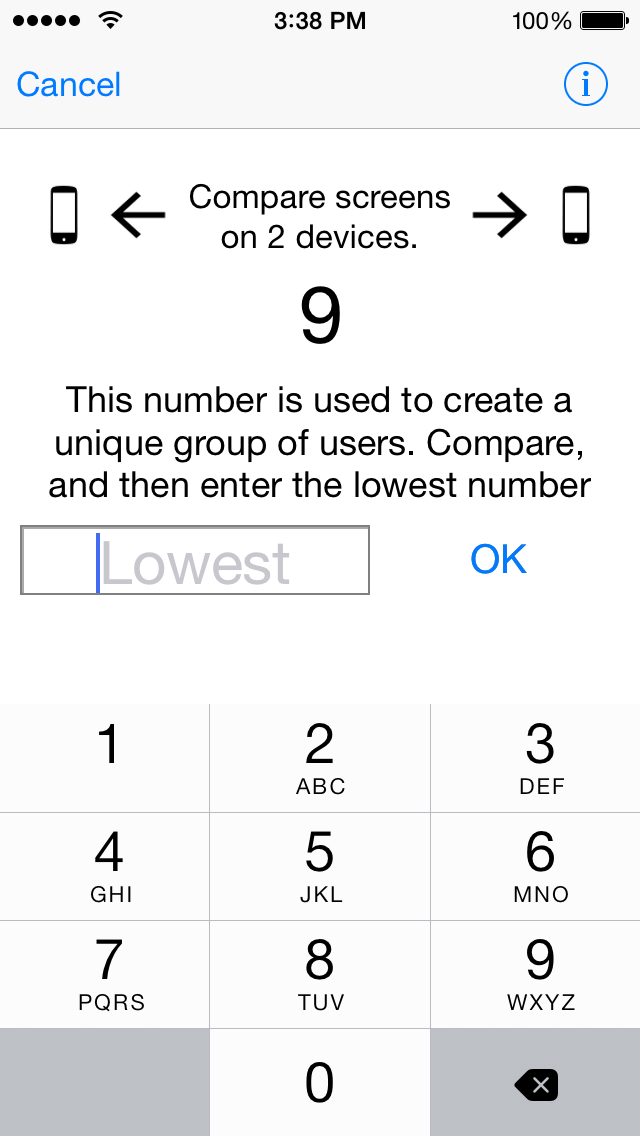 3:38 PM 100%
Cancel i
Compare screens
on 2 devices.
9
This number is used to create a
unique group of users. Compare,
and then enter the lowest number
Lowest OK
1 2 3
ABC DEF
4 5 6
GHI JKL MNO
7 8 9
PQRS TUV WXYZ
0